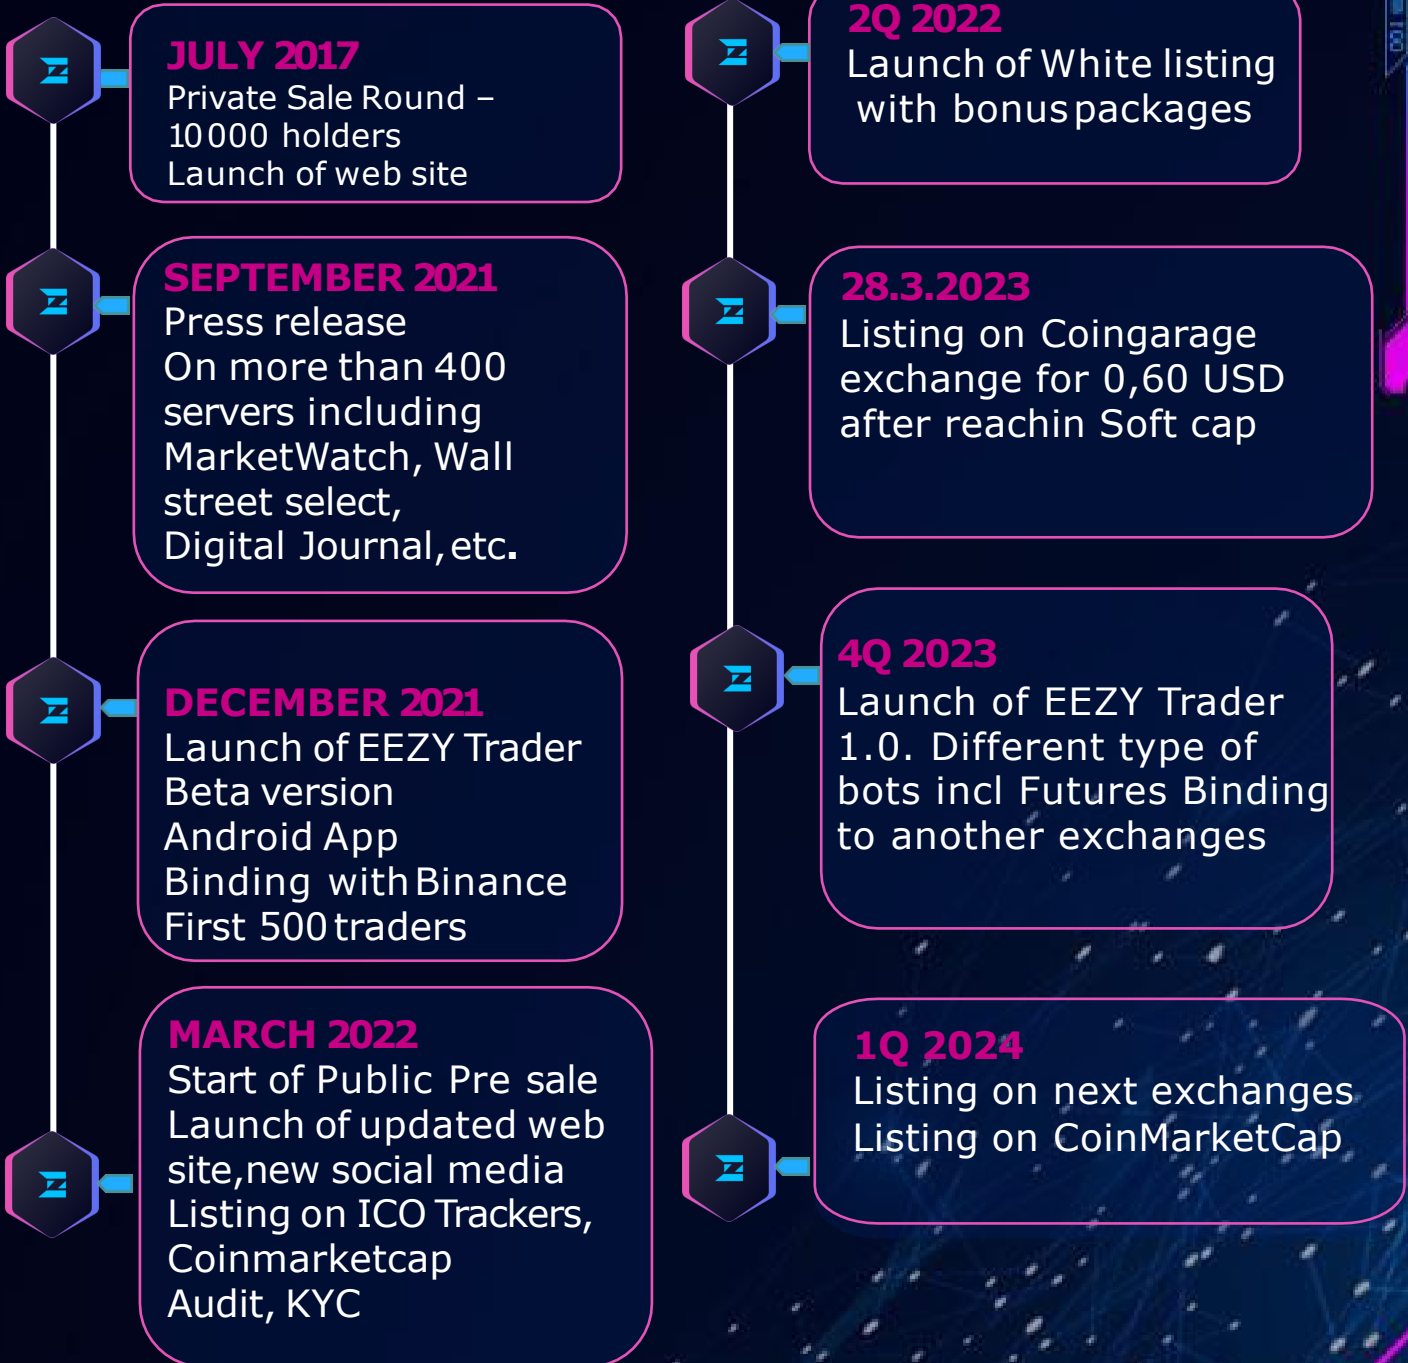 JULY 2017
Private Sale Round –
10000 holders
Launch of web site
SEPTEMBER 2021
Press release
On more than 400
servers including
MarketWatch, Wall
street select,
Digital Journal, etc.
DECEMBER 2021
Launch of EEZY Trader
Beta version
Android App
Binding with Binance
First 500 traders
MARCH 2022
Start of Public Pre sale
Launch of updated web
site,new social media
Listing on ICO Trackers,
Coinmarketcap
Audit, KYC
2Q 2022
Launch of White listing
with bonus packages
28.3.2023
Listing on Coingarage
exchange for 0,60 USD
after reachin Soft cap
4Q 2023
Launch of EEZY Trader
1.0. Different type of
bots incl Futures Binding
to another exchanges
1Q 2024
Listing on next exchanges
Listing on CoinMarketCap